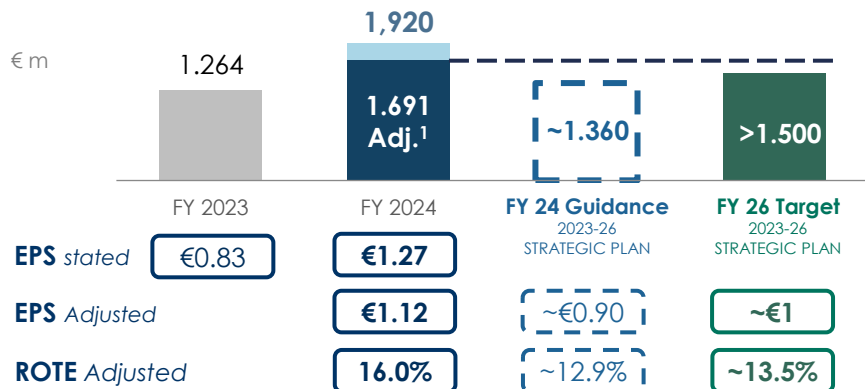 1,920
€ m
1.264
1.691
Adj.¹
~1.360
>1.500
FY 2023
FY 2024
FY 24 Guidance
2023-26
STRATEGIC PLAN
FY 26 Target
2023-26
STRATEGIC PLAN
EPS stated €0.83 €1.27
EPS Adjusted €1.12 ~€0.90 ~€1
ROTE Adjusted 16.0% ~12.9% ~13.5%